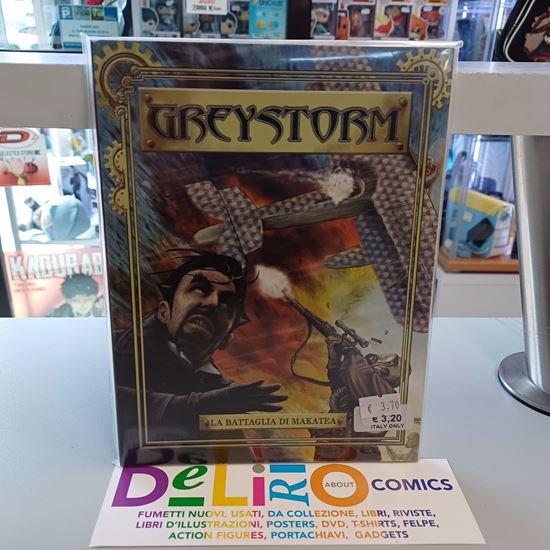 GREYSTORM
LA BATTAGLIA DI MAKATEA
€ 3,70
€ 3,20
ITALY ONLY
KAGURAB
DELIRIO
ABOUT
COMICS
FUMETTI NUOVI, USATI, DA COLLEZIONE, LIBRI, RIVISTE,
LIBRI D'ILLUSTRAZIONI, POSTERS, DVD, T-SHIRTS, FELPE,
ACTION FIGURES, PORTACHIAVI, GADGETS